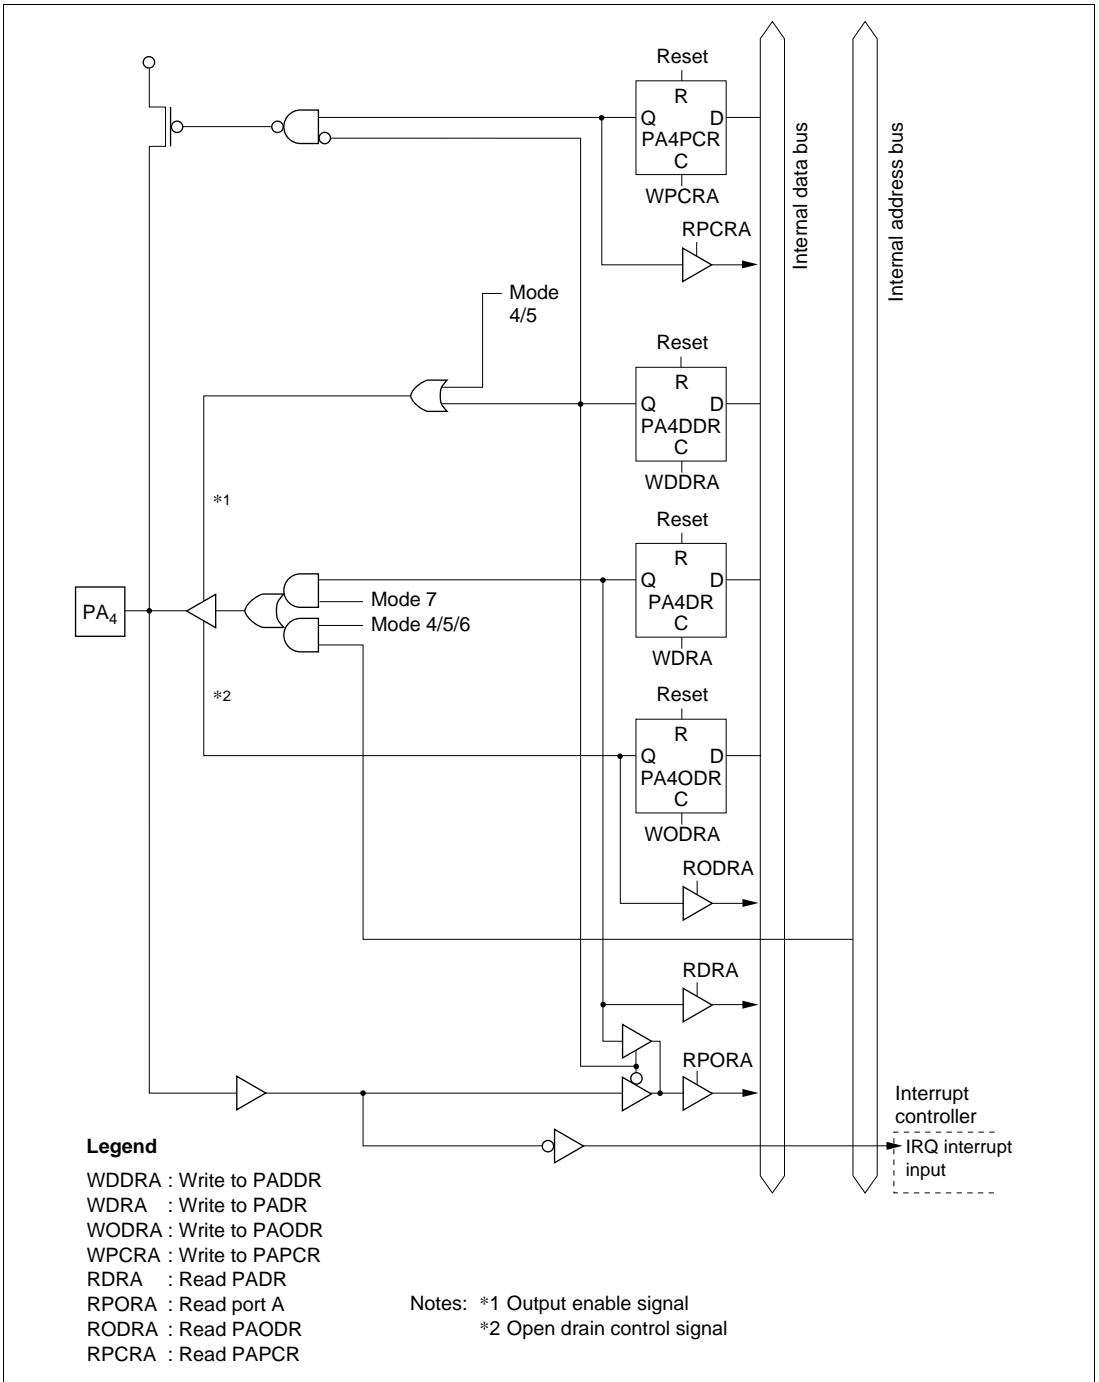 Reset
R
Q D
PA4PCR
C
WPCRA
RPCRA
Internal data bus
Internal address bus
Mode
4/5
Reset
R
Q D
PA4DDR
C
WDDRA
*1
Reset
R
Q D
PA4DR
C
WDRA
PA4
Mode 7
Mode 4/5/6
*2
Reset
R
Q D
PA4ODR
C
WODRA
RODRA
RDRA
RPORA
Interrupt
controller
IRQ interrupt
input
Legend
WDDRA : Write to PADDR
WDRA : Write to PADR
WODRA : Write to PAODR
WPCRA : Write to PAPCR
RDRA : Read PADR
RPORA : Read port A
RODRA : Read PAODR
RPCRA : Read PAPCR
Notes: *1 Output enable signal
*2 Open drain control signal